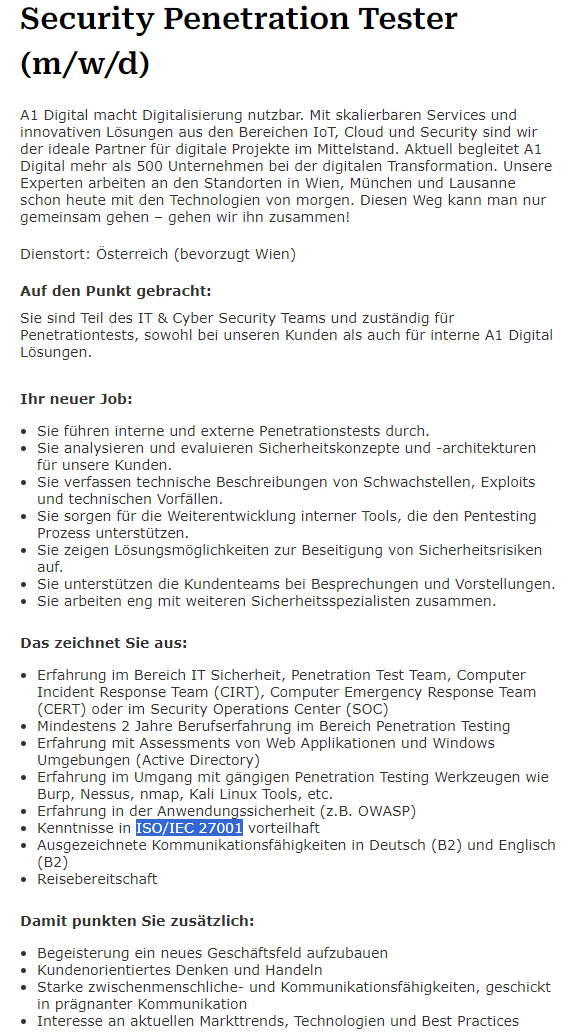 Security Penetration Tester
(m/w/d)
A1 Digital macht Digitalisierung nutzbar. Mit skalierbaren Services und
innovativen Lösungen aus den Bereichen IoT, Cloud und Security sind wir
der ideale Partner für digitale Projekte im Mittelstand. Aktuell begleitet A1
Digital mehr als 500 Unternehmen bei der digitalen Transformation. Unsere
Experten arbeiten an den Standorten in Wien, München und Lausanne
schon heute mit den Technologien von morgen. Diesen Weg kann man nur
gemeinsam gehen – gehen wir ihn zusammen!
Dienstort: Österreich (bevorzugt Wien)
Auf den Punkt gebracht:
Sie sind Teil des IT & Cyber Security Teams und zuständig für
Penetrationtests, sowohl bei unseren Kunden als auch für interne A1 Digital
Lösungen.
Ihr neuer Job:
• Sie führen interne und externe Penetrationstests durch.
• Sie analysieren und evaluieren Sicherheitskonzepte und -architekturen
für unsere Kunden.
• Sie verfassen technische Beschreibungen von Schwachstellen, Exploits
und technischen Vorfällen.
• Sie sorgen für die Weiterentwicklung interner Tools, die den Pentesting
Prozess unterstützen.
• Sie zeigen Lösungsmöglichkeiten zur Beseitigung von Sicherheitsrisiken
auf.
• Sie unterstützen die Kundenteams bei Besprechungen und Vorstellungen.
• Sie arbeiten eng mit weiteren Sicherheitsspezialisten zusammen.
Das zeichnet Sie aus:
• Erfahrung im Bereich IT Sicherheit, Penetration Test Team, Computer
Incident Response Team (CIRT), Computer Emergency Response Team
(CERT) oder im Security Operations Center (SOC)
• Mindestens 2 Jahre Berufserfahrung im Bereich Penetration Testing
• Erfahrung mit Assessments von Web Applikationen und Windows
Umgebungen (Active Directory)
• Erfahrung im Umgang mit gängigen Penetration Testing Werkzeugen wie
Burp, Nessus, nmap, Kali Linux Tools, etc.
• Erfahrung in der Anwendungssicherheit (z.B. OWASP)
• Kenntnisse in ISO/IEC 27001 vorteilhaft
• Ausgezeichnete Kommunikationsfähigkeiten in Deutsch (B2) und Englisch
(B2)
• Reisebereitschaft
Damit punkten Sie zusätzlich:
• Begeisterung ein neues Geschäftsfeld aufzubauen
• Kundenorientiertes Denken und Handeln
• Starke zwischenmenschliche- und Kommunikationsfähigkeiten, geschickt
in prägnanter Kommunikation
• Interesse an aktuellen Markttrends, Technologien und Best Practices